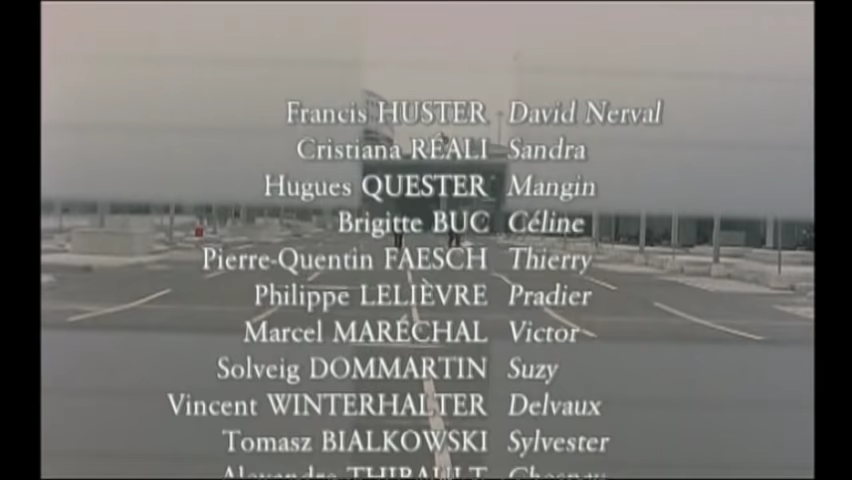 Francis HUSTER David Nerval
Cristiana RÉALI Sandra
Hugues QUESTER Mangin
Brigitte BUC Céline
Pierre-Quentin FAESCH Thierry
Philippe LELIÈVRE Pradier
Marcel MARÉCHAL Victor
Solveig DOMMARTIN Suzy
Vincent WINTERHALTER Delvaux
Tomasz BIALKOWSKI Sylvester
THIBAULT